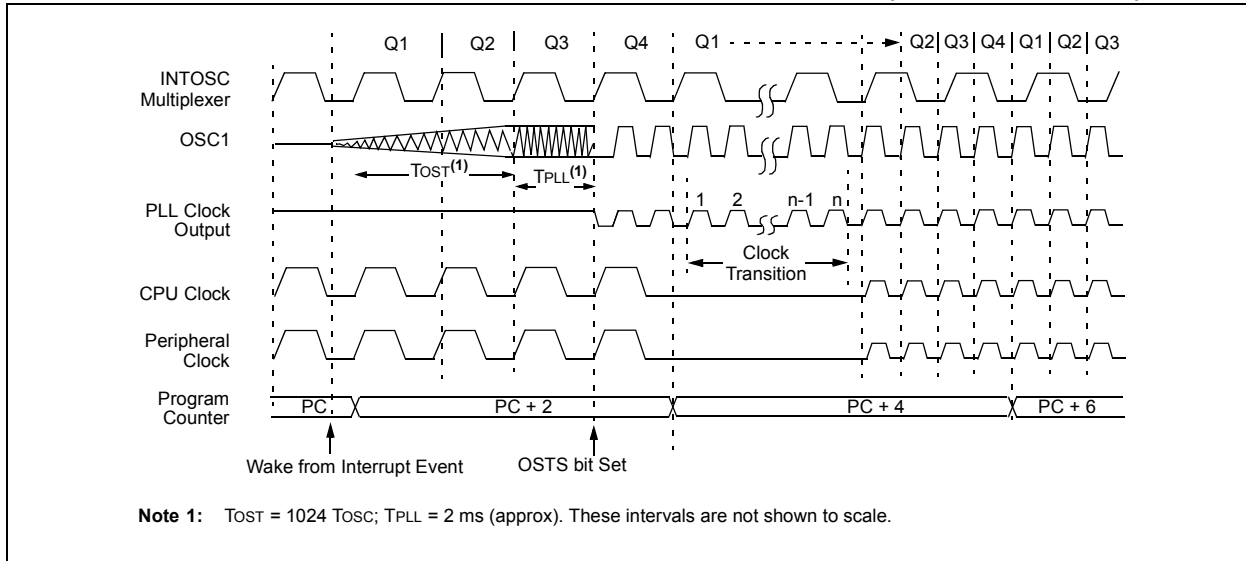 Q1 Q2 Q3 Q4 Q1 Q2 Q3 Q4 Q1 Q2 Q3
INTOSC
Multiplexer
OSC1
TOST(1) TPLL(1)
1 2 n-1 n
PLL Clock
Output
Clock
Transition
CPU Clock
Peripheral
Clock
Program
Counter
PC PC + 2 PC + 4 PC + 6
Wake from Interrupt Event OSTS bit Set
Note 1: TOST = 1024 TOSC; TPLL = 2 ms (approx). These intervals are not shown to scale.